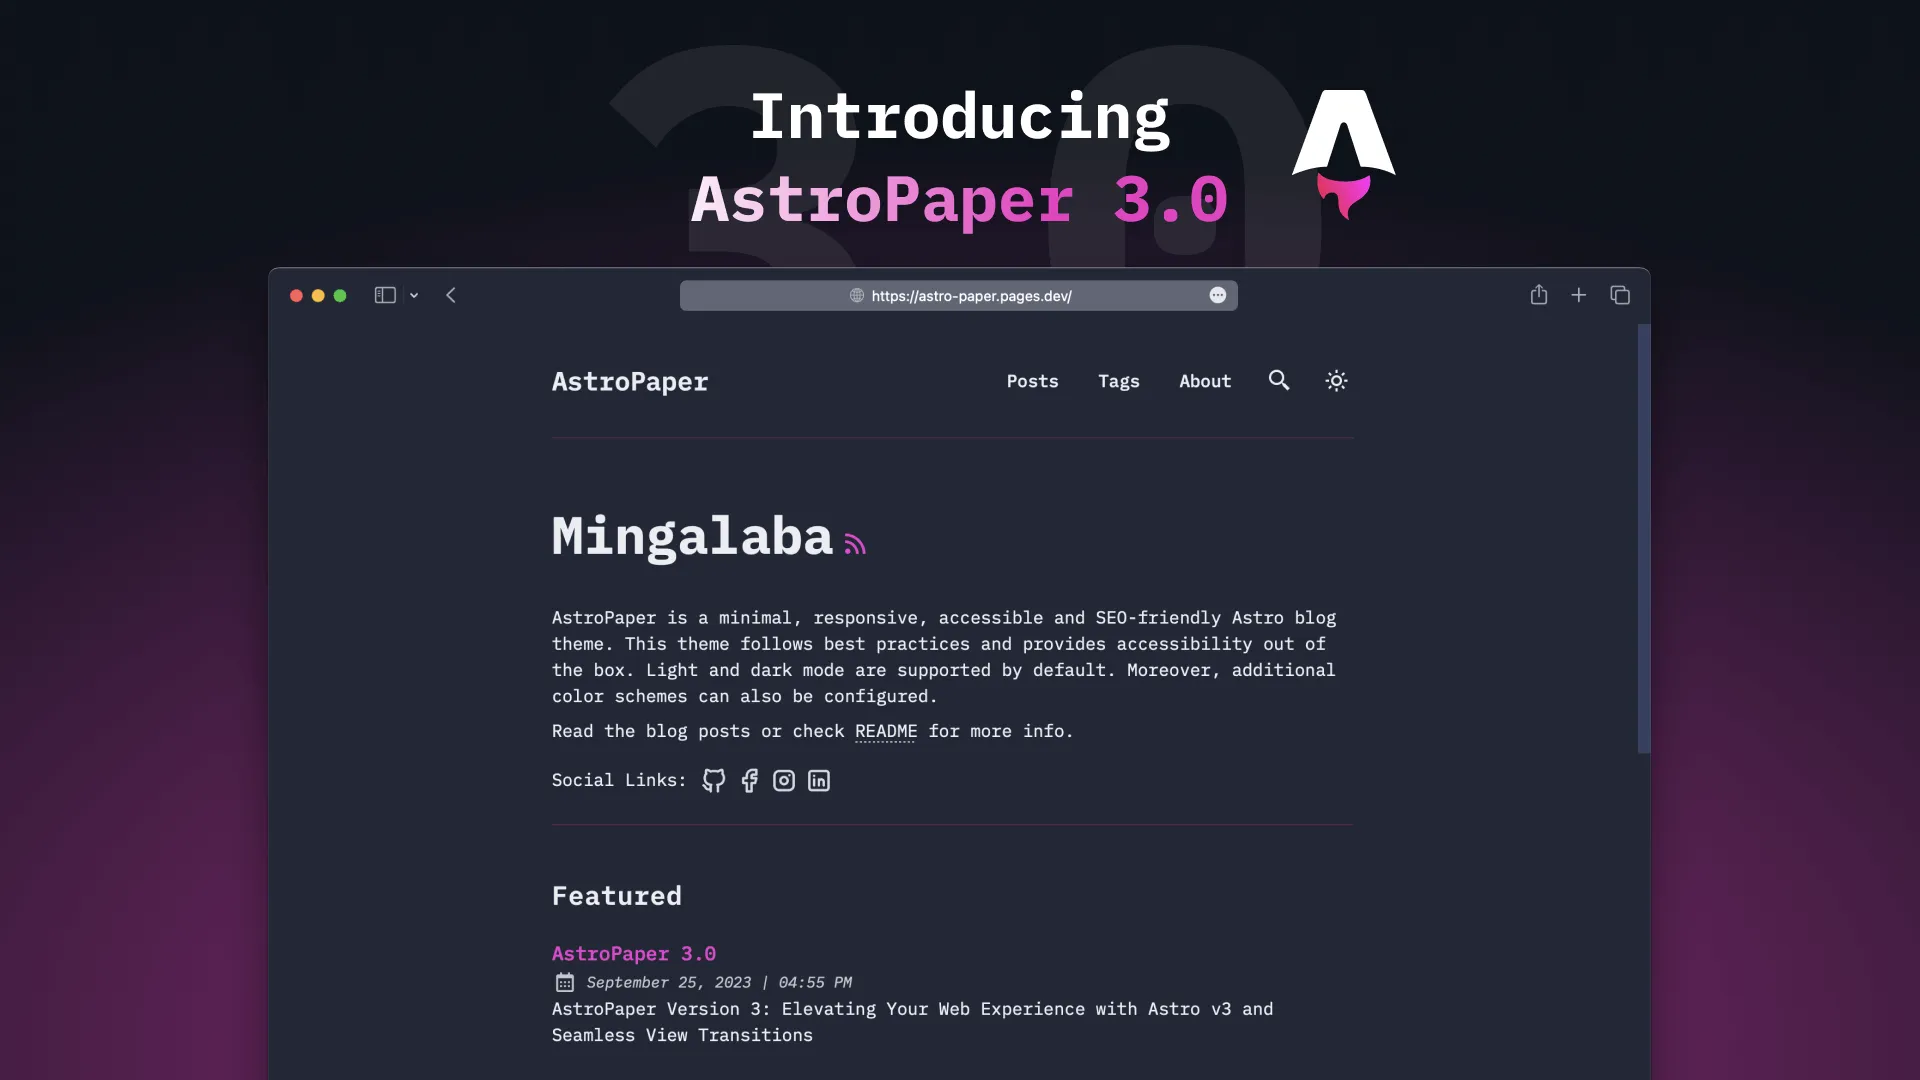 3.0
Introducing
AstroPaper 3.0
https://astro-paper.pages.dev/
AstroPaper
Posts Tags About
Mingalaba
AstroPaper is a minimal, responsive, accessible and SEO-friendly Astro blog
theme. This theme follows best practices and provides accessibility out of
the box. Light and dark mode are supported by default. Moreover, additional
color schemes can also be configured.
Read the blog posts or check README for more info.
Social Links:
Featured
AstroPaper 3.0
September 25, 2023 | 04:55 PM
AstroPaper Version 3: Elevating Your Web Experience with Astro v3 and
Seamless View Transitions